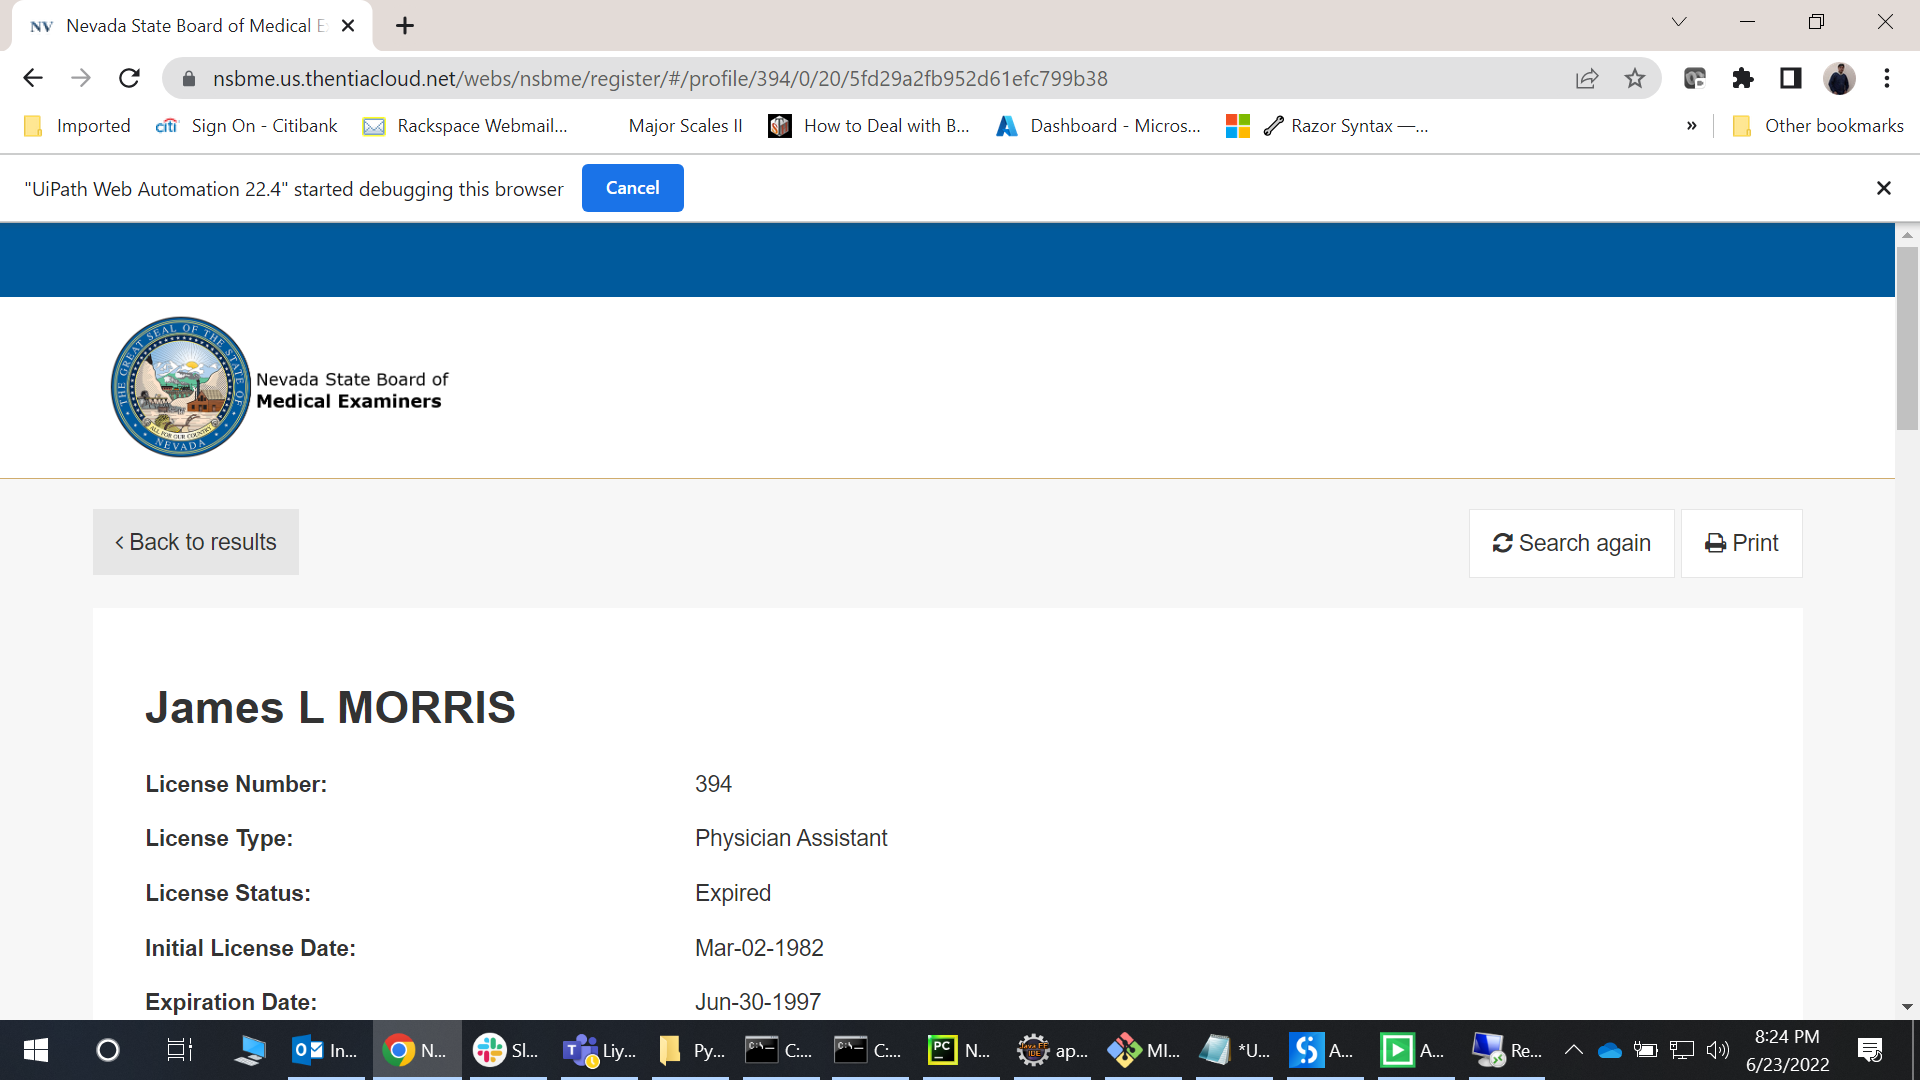 NV Nevada State Board of Medical E
nsbme.us.thentiacloud.net/webs/nsbme/register/#/profile/394/0/20/5fd29a2fb952d61efc799b38
Imported citi Sign On - Citibank Rackspace Webmail... Major Scales II How to Deal with B... Dashboard - Micros... Razor Syntax —... » Other bookmarks
"UiPath Web Automation 22.4" started debugging this browser Cancel
THE GREAT SEAL OF THE STATE OF NEVADA
ALL FOR OUR COUNTRY
Nevada State Board of
Medical Examiners
Back to results Search again Print
James L MORRIS
License Number: 394
License Type: Physician Assistant
License Status: Expired
Initial License Date: Mar-02-1982
Expiration Date: Jun-30-1997
In... N... Sl... Liy... Py... C:... C:... PC N... ap... MI... *U... A... A... Re... 8:24 PM
6/23/2022